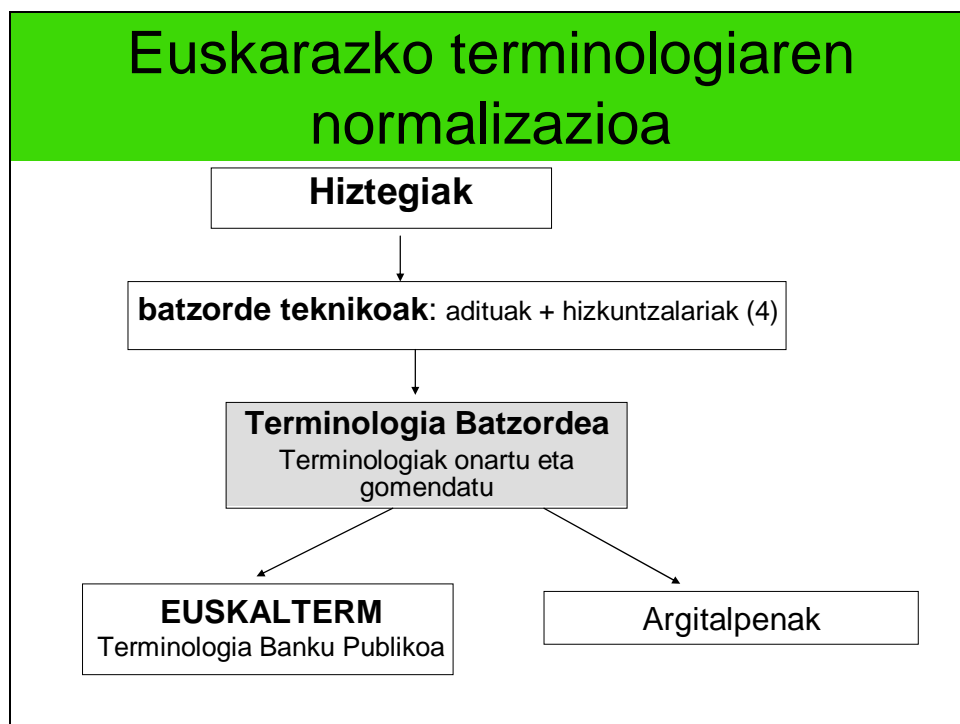 Euskarazko terminologiaren
normalizazioa
Hiztegiak
batzorde teknikoak: adituak + hizkuntzalariak (4)
Terminologia Batzordea
Terminologiak onartu eta
gomendatu
EUSKALTERM
Terminologia Banku Publikoa
Argitalpenak